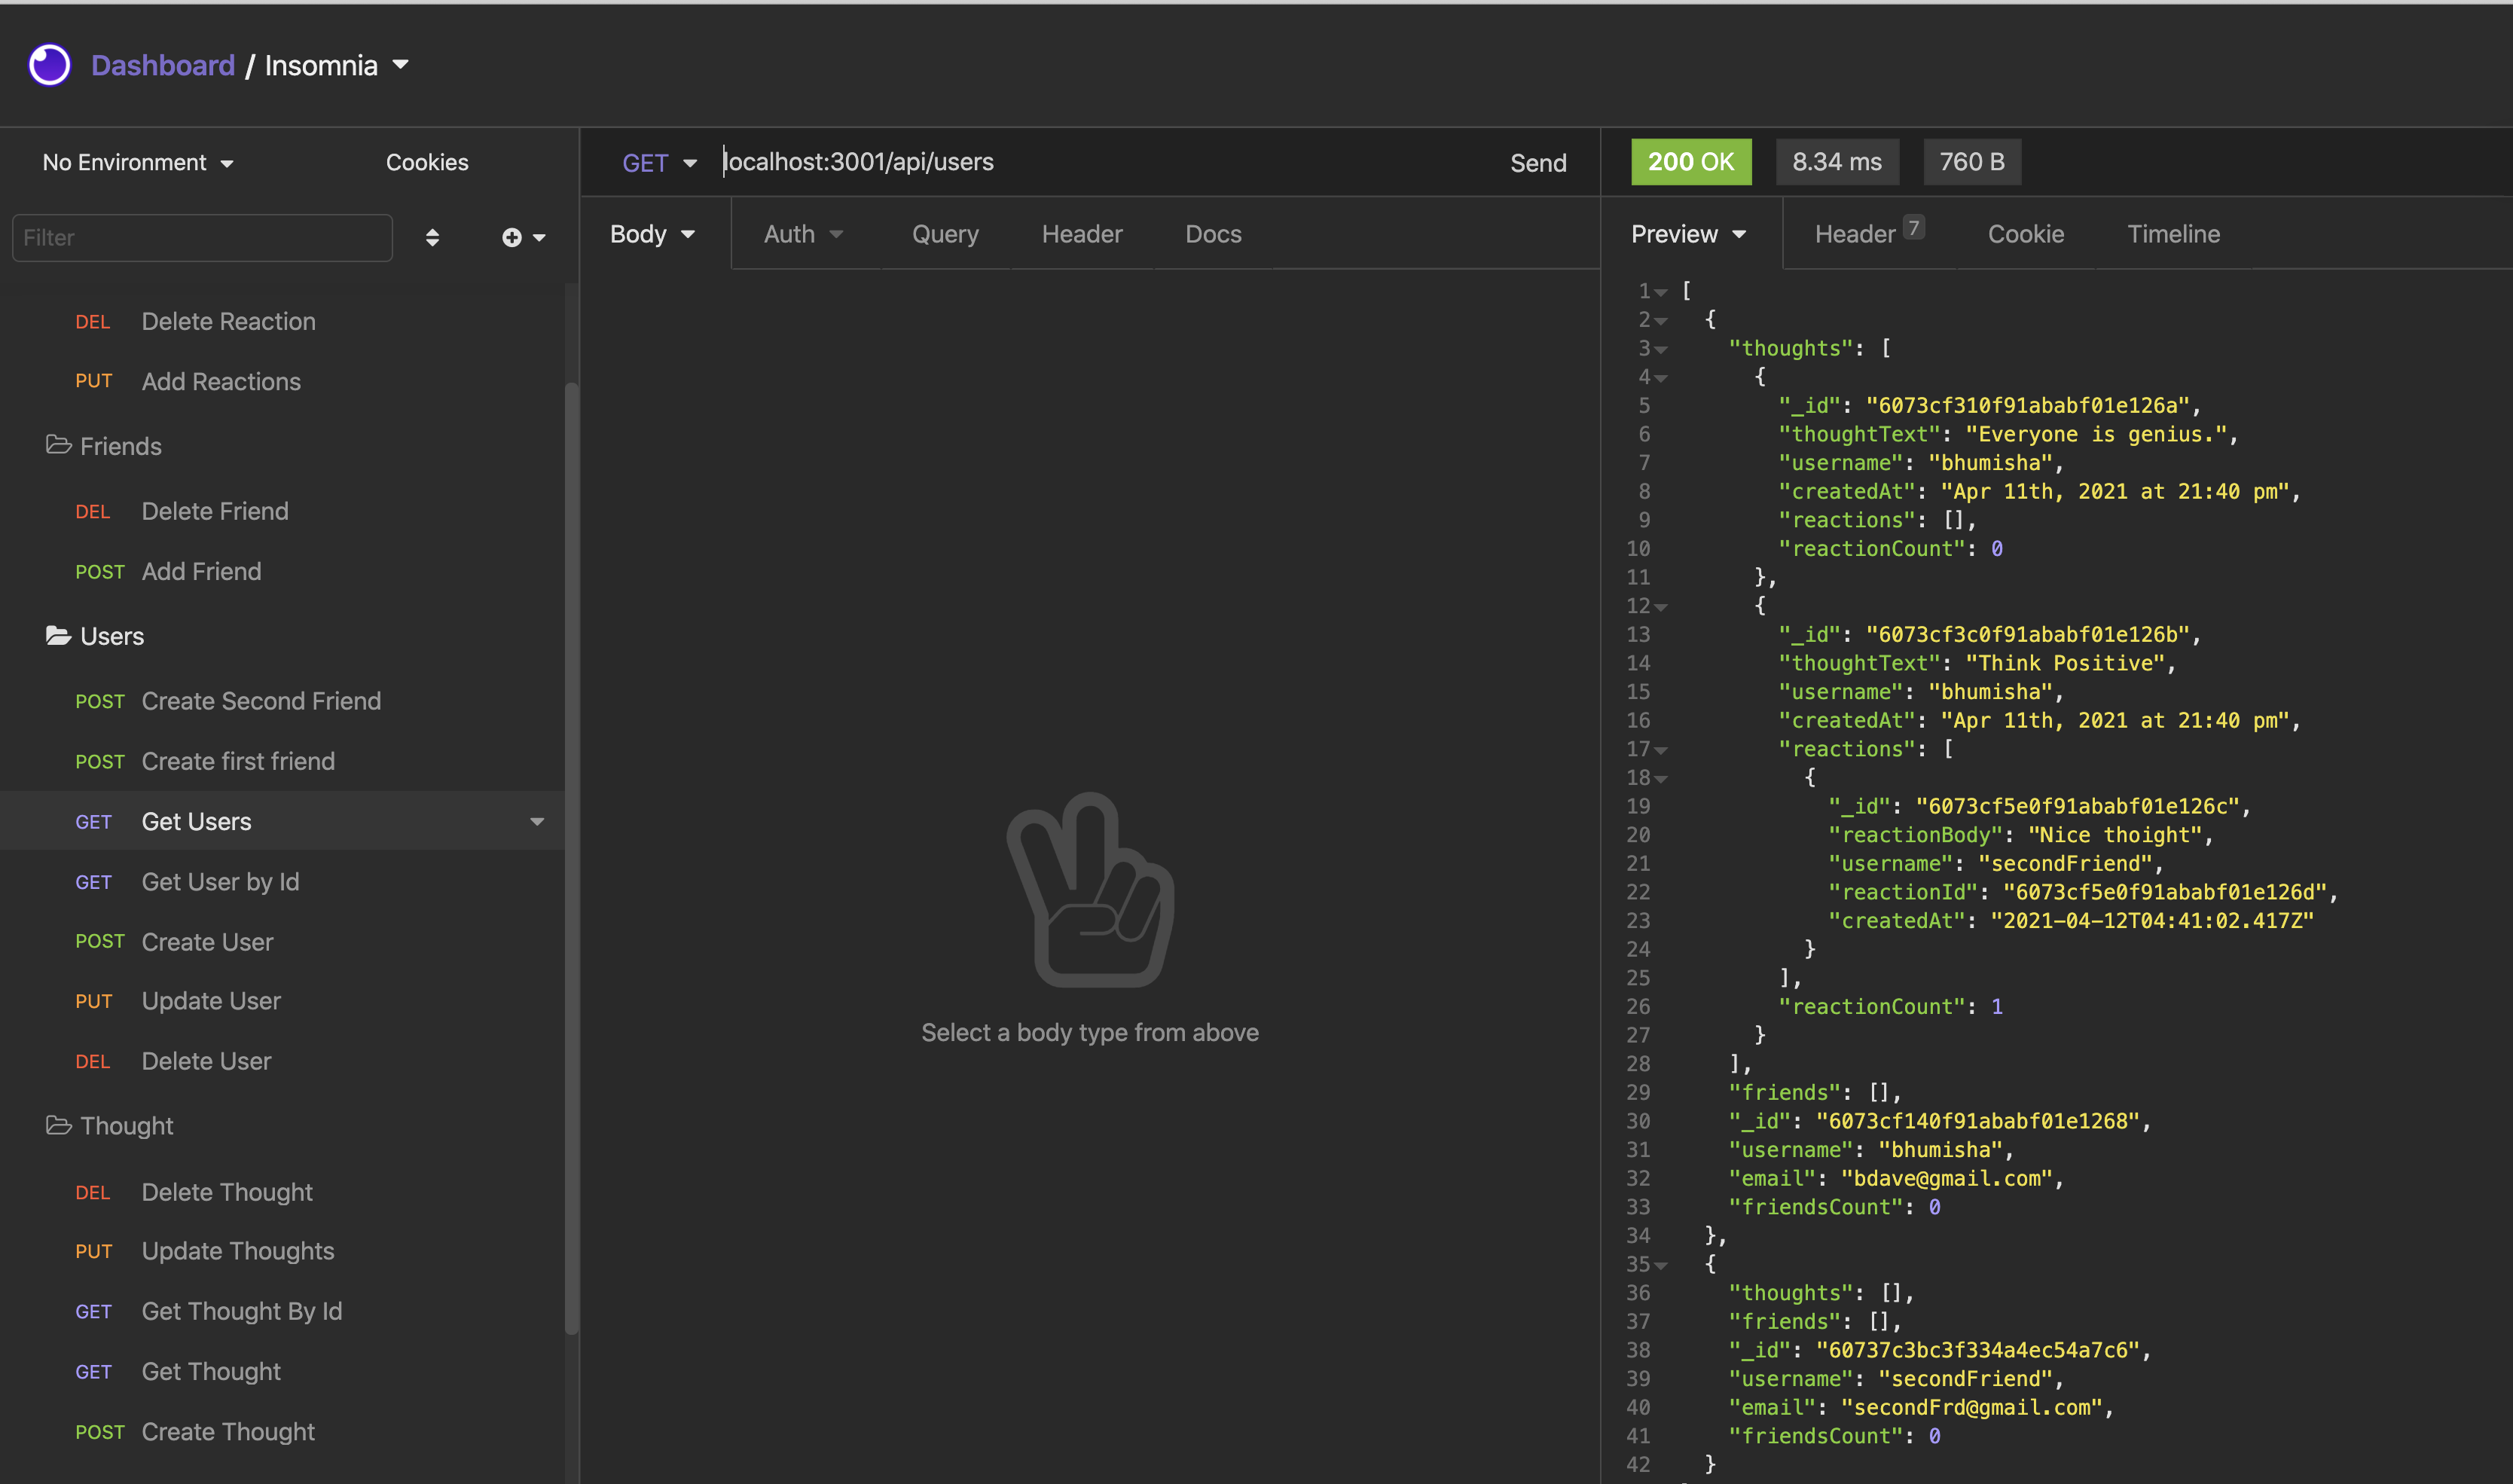 Dashboard / Insomnia
No Environment
Cookies
Filter
DEL Delete Reaction
PUT Add Reactions
Friends
DEL Delete Friend
POST Add Friend
Users
POST Create Second Friend
POST Create first friend
GET Get Users
GET Get User by Id
POST Create User
PUT Update User
DEL Delete User
Thought
DEL Delete Thought
PUT Update Thoughts
GET Get Thought By Id
GET Get Thought
POST Create Thought
GET localhost:3001/api/users Send
Body Auth Query Header Docs
Select a body type from above
200 OK 8.34 ms 760 B
Preview Header 7 Cookie Timeline
1 [
2 {
3 "thoughts": [
4 {
5 "_id": "6073cf310f91ababf01e126a",
6 "thoughtText": "Everyone is genius.",
7 "username": "bhumisha",
8 "createdAt": "Apr 11th, 2021 at 21:40 pm",
9 "reactions": [],
10 "reactionCount": 0
11 },
12 {
13 "_id": "6073cf3c0f91ababf01e126b",
14 "thoughtText": "Think Positive",
15 "username": "bhumisha",
16 "createdAt": "Apr 11th, 2021 at 21:40 pm",
17 "reactions": [
18 {
19 "_id": "6073cf5e0f91ababf01e126c",
20 "reactionBody": "Nice thoight",
21 "username": "secondFriend",
22 "reactionId": "6073cf5e0f91ababf01e126d",
23 "createdAt": "2021-04-12T04:41:02.417Z"
24 }
25 ],
26 "reactionCount": 1
27 }
28 ],
29 "friends": [],
30 "_id": "6073cf140f91ababf01e1268",
31 "username": "bhumisha",
32 "email": "bdave@gmail.com",
33 "friendsCount": 0
34 },
35 {
36 "thoughts": [],
37 "friends": [],
38 "_id": "60737c3bc3f334a4ec54a7c6",
39 "username": "secondFriend",
40 "email": "secondFrd@gmail.com",
41 "friendsCount": 0
42 }